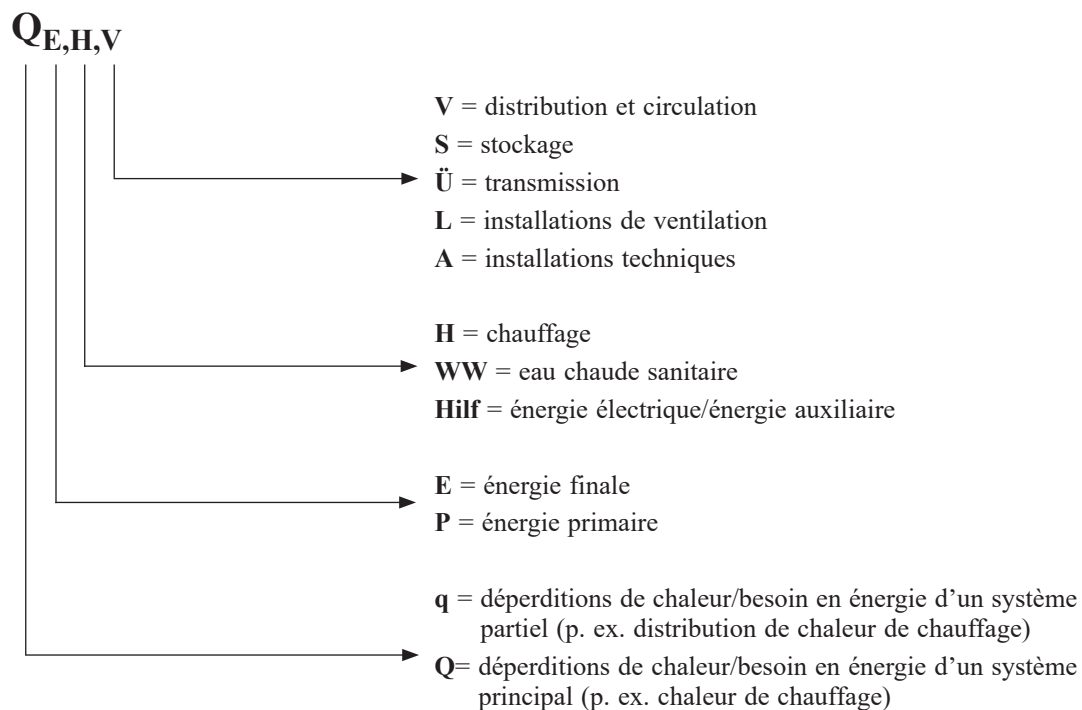 Q_E,H,V
V = distribution et circulation
S = stockage
Ü = transmission
L = installations de ventilation
A = installations techniques
H = chauffage
WW = eau chaude sanitaire
Hilf = énergie électrique/énergie auxiliaire
E = énergie finale
P = énergie primaire
q = déperditions de chaleur/besoin en énergie d’un système
partiel (p. ex. distribution de chaleur de chauffage)
Q= déperditions de chaleur/besoin en énergie d’un système
principal (p. ex. chaleur de chauffage)